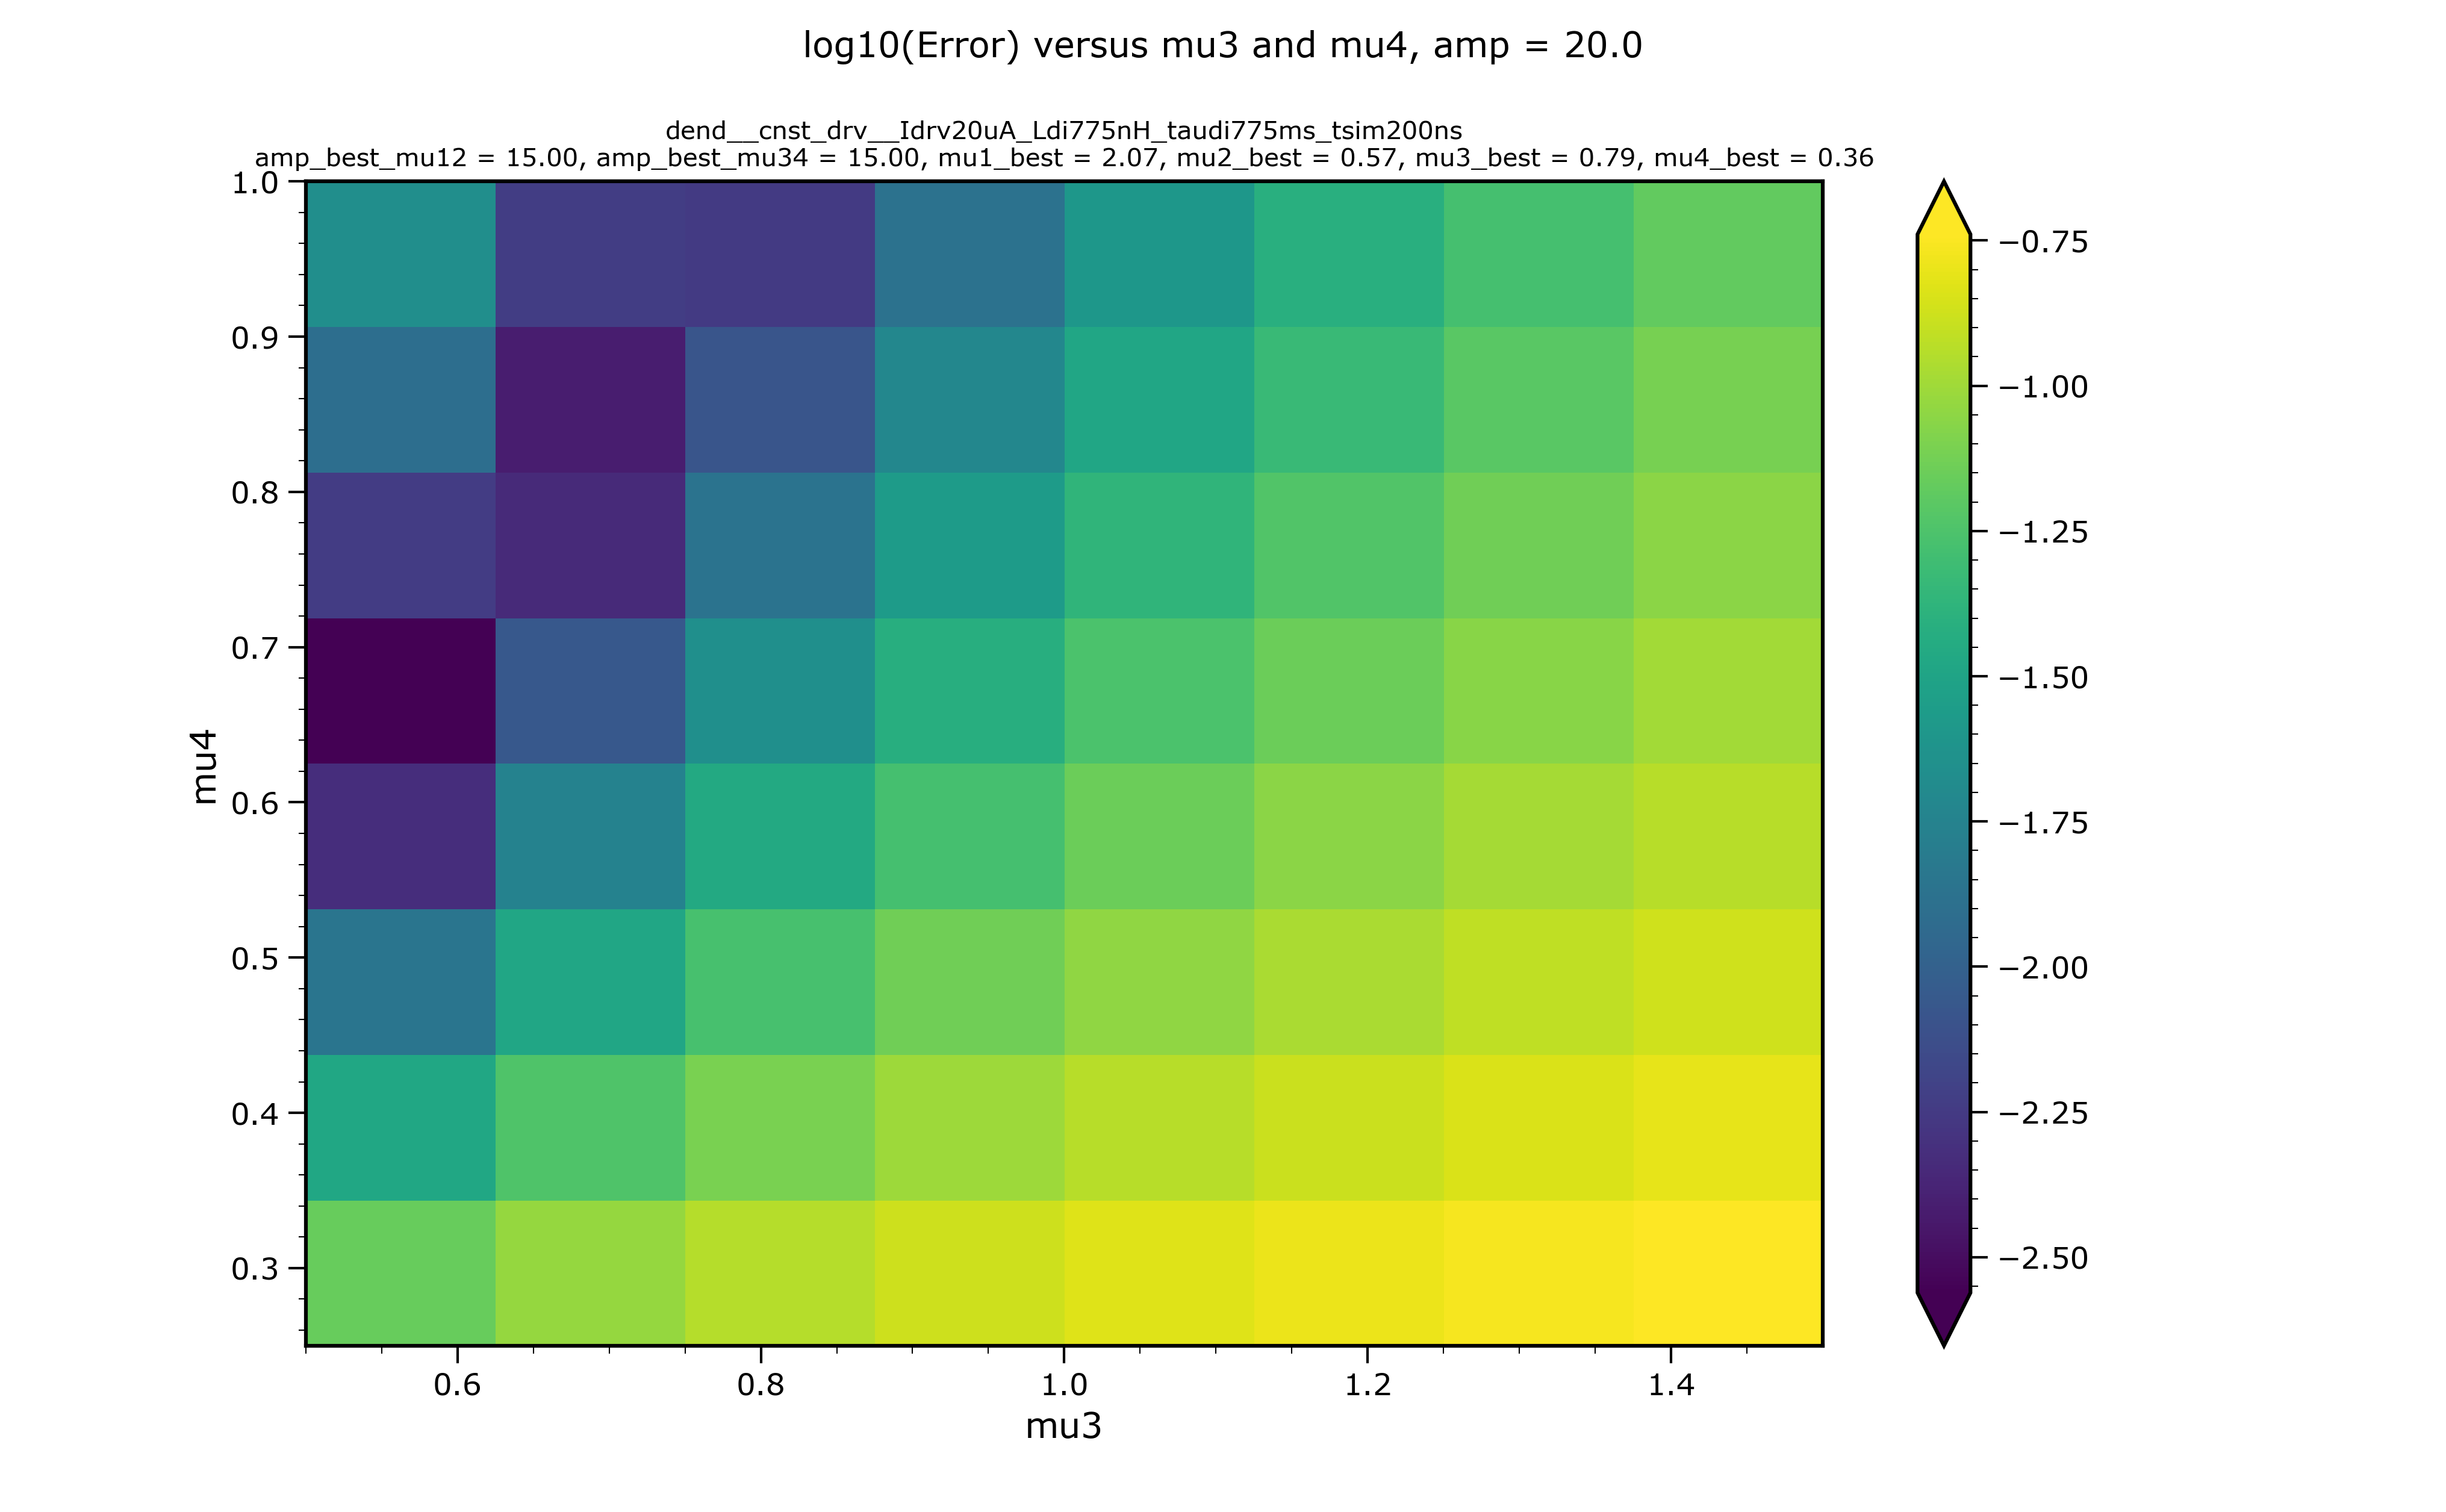 log10(Error) versus mu3 and mu4, amp = 20.0
dend__cnst_drv__Idrv20uA_Ldi775nH_taudi775ms_tsim200ns
amp_best_mu12 = 15.00, amp_best_mu34 = 15.00, mu1_best = 2.07, mu2_best = 0.57, mu3_best = 0.79, mu4_best = 0.36
1.0
0.9
0.8
0.7
0.6
0.5
0.4
0.3
mu4
0.6 0.8 1.0 1.2 1.4
mu3
−0.75
−1.00
−1.25
−1.50
−1.75
−2.00
−2.25
−2.50